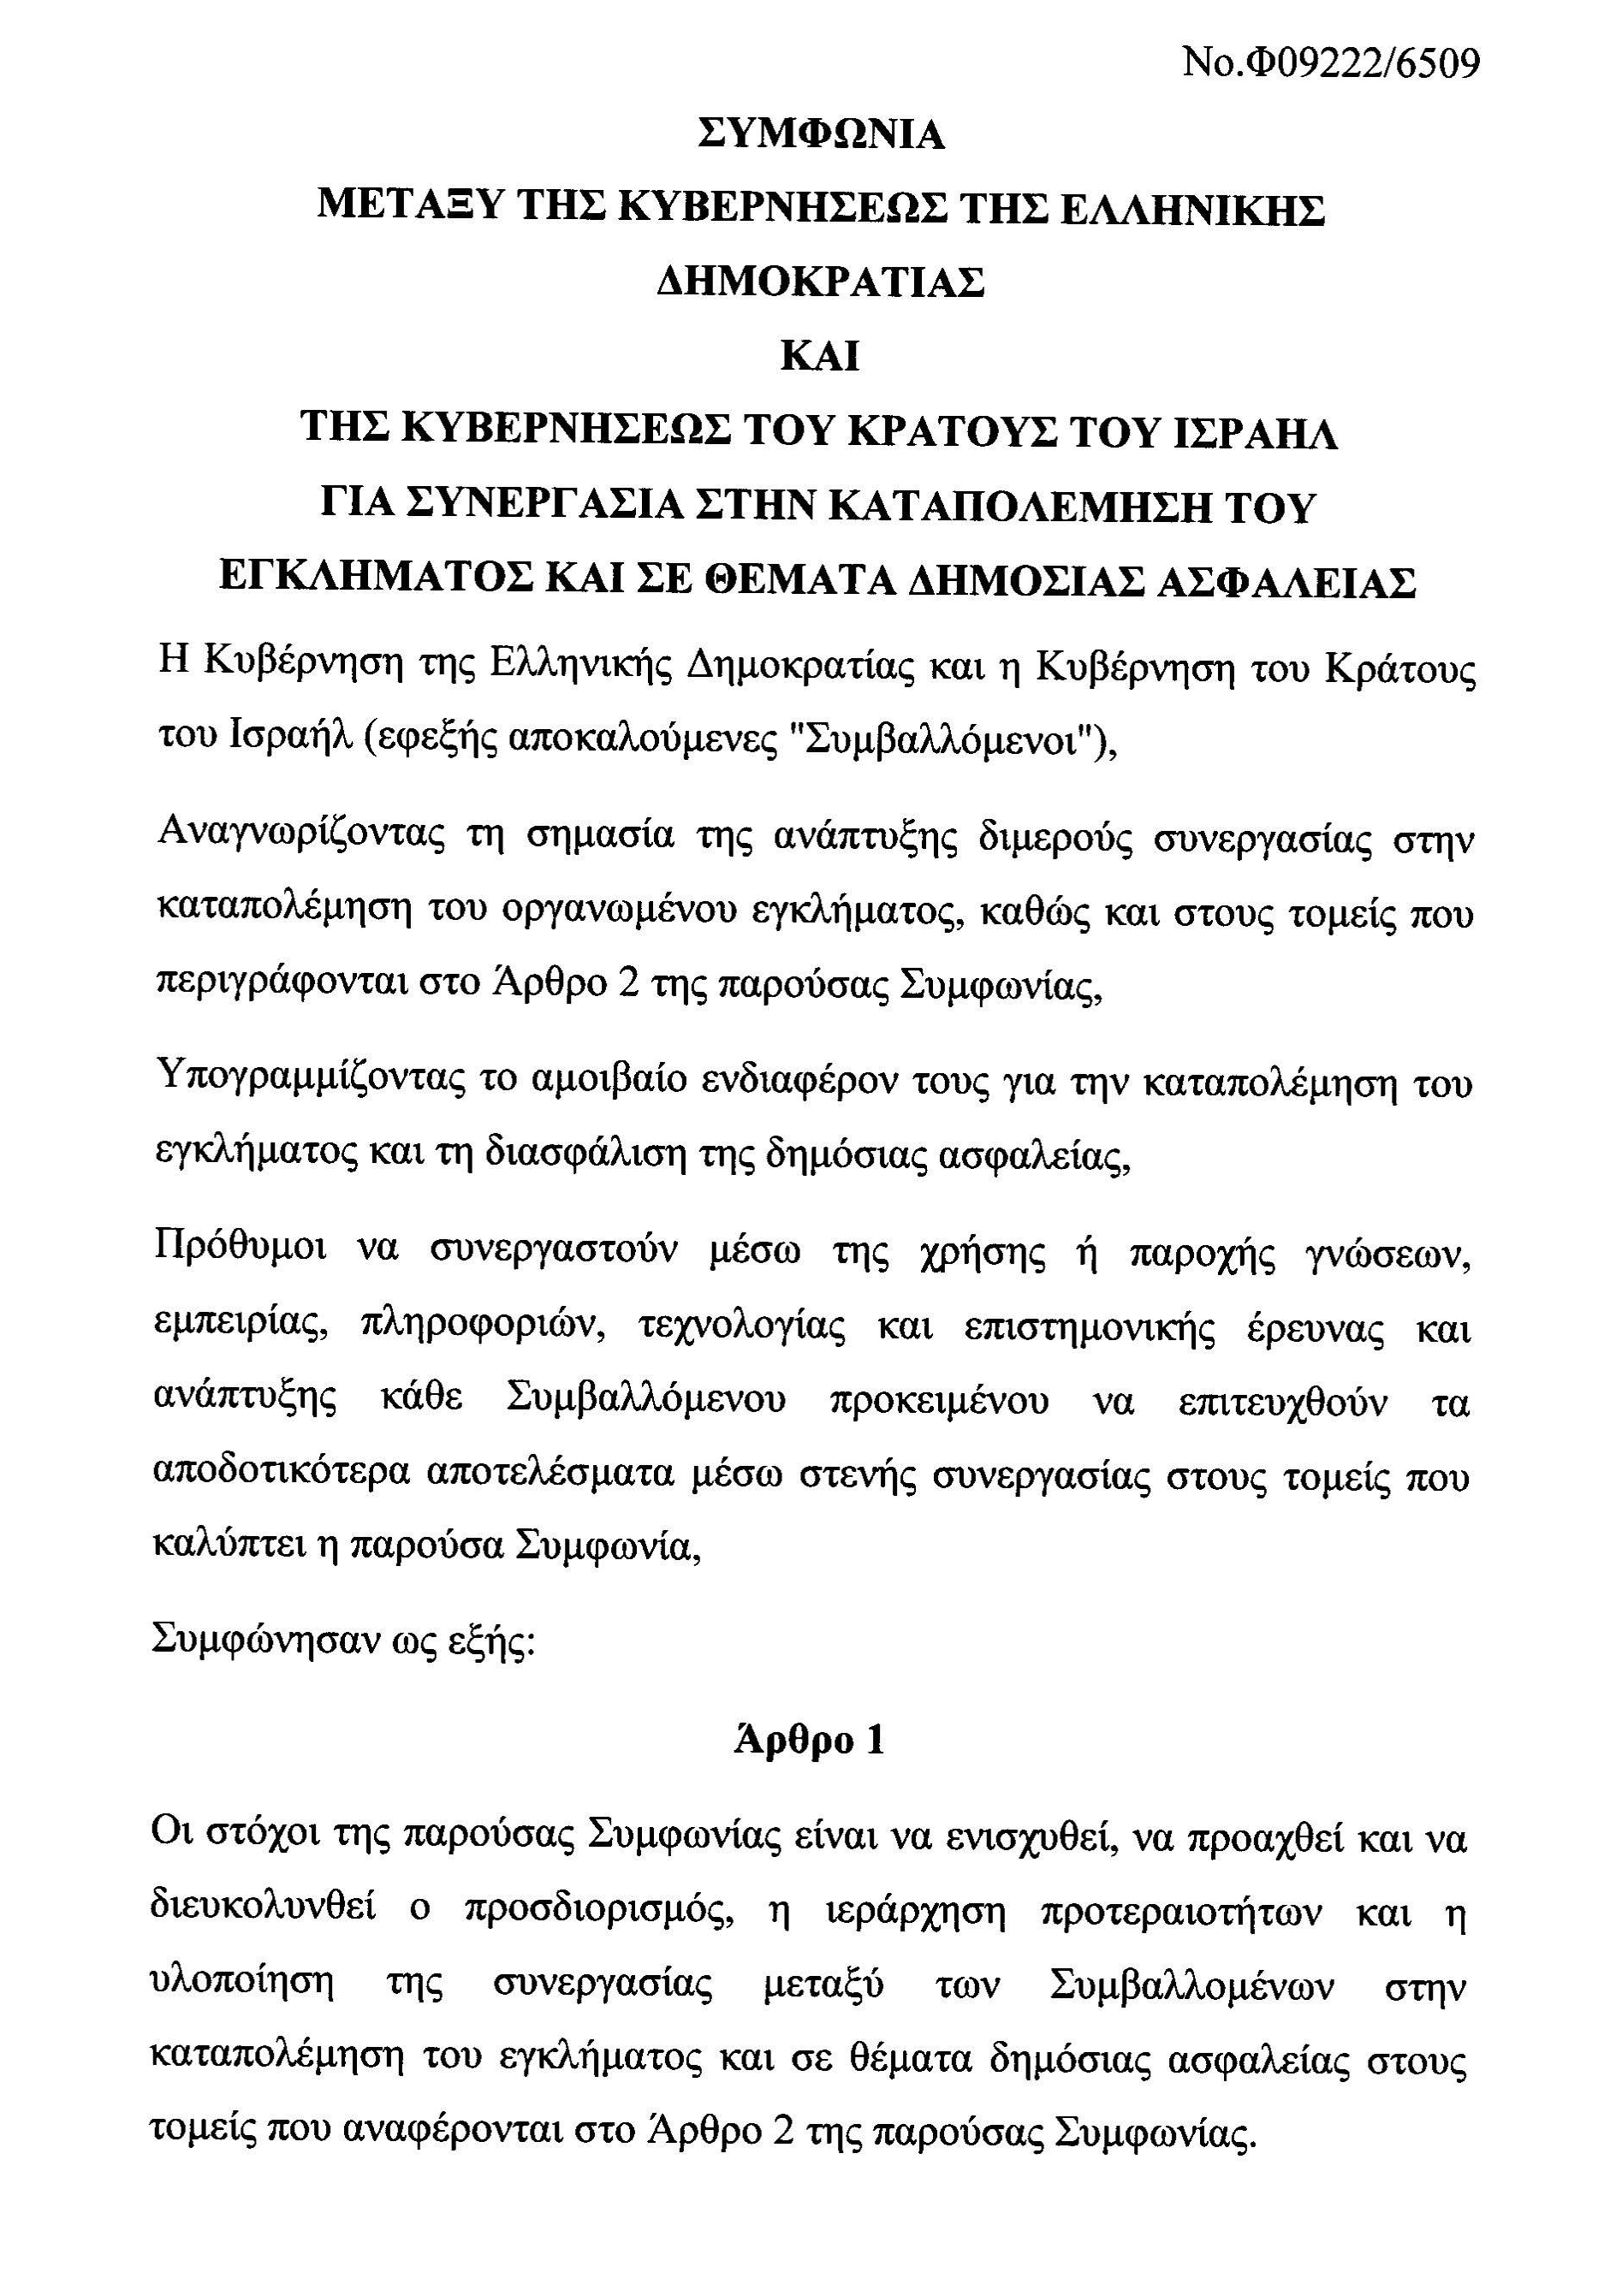 Νο.Φ09222/6509
ΣΥΜΦΩΝΙΑ
ΜΕΤΑΞΥ ΤΗΣ ΚΥΒΕΡΝΗΣΕΩΣ ΤΗΣ ΕΛΛΗΝΙΚΗΣ
ΔΗΜΟΚΡΑΤΙΑΣ
ΚΑΙ
ΤΗΣ ΚΥΒΕΡΝΗΣΕΩΣ ΤΟΥ ΚΡΑΤΟΥΣ ΤΟΥ ΙΣΡΑΗΛ
ΓΙΑ ΣΥΝΕΡΓΑΣΙΑ ΣΤΗΝ ΚΑΤΑΠΟΛΕΜΗΣΗ ΤΟΥ
ΕΓΚΛΗΜΑΤΟΣ ΚΑΙ ΣΕ ΘΕΜΑΤΑ ΔΗΜΟΣΙΑΣ ΑΣΦΑΛΕΙΑΣ
Η Κυβέρνηση της Ελληνικής Δημοκρατίας και η Κυβέρνηση του Κράτους
του Ισραήλ (εφεξής αποκαλούμενες "Συμβαλλόμενοι"),
Αναγνωρίζοντας τη σημασία της ανάπτυξης διμερούς συνεργασίας στην
καταπολέμηση του οργανωμένου εγκλήματος, καθώς και στους τομείς που
περιγράφονται στο Άρθρο 2 της παρούσας Συμφωνίας,
Υπογραμμίζοντας το αμοιβαίο ενδιαφέρον τους για την καταπολέμηση του
εγκλήματος και τη διασφάλιση της δημόσιας ασφαλείας,
Πρόθυμοι να συνεργαστούν μέσω της χρήσης ή παροχής γνώσεων,
εμπειρίας, πληροφοριών, τεχνολογίας και επιστημονικής έρευνας και
ανάπτυξης κάθε Συμβαλλόμενου προκειμένου να επιτευχθούν τα
αποδοτικότερα αποτελέσματα μέσω στενής συνεργασίας στους τομείς που
καλύπτει η παρούσα Συμφωνία,
Συμφώνησαν ως εξής:
Άρθρο 1
Οι στόχοι της παρούσας Συμφωνίας είναι να ενισχυθεί, να προαχθεί και να
διευκολυνθεί ο προσδιορισμός, η ιεράρχηση προτεραιοτήτων και η
υλοποίηση της συνεργασίας μεταξύ των Συμβαλλομένων στην
καταπολέμηση του εγκλήματος και σε θέματα δημόσιας ασφαλείας στους
τομείς που αναφέρονται στο Άρθρο 2 της παρούσας Συμφωνίας.